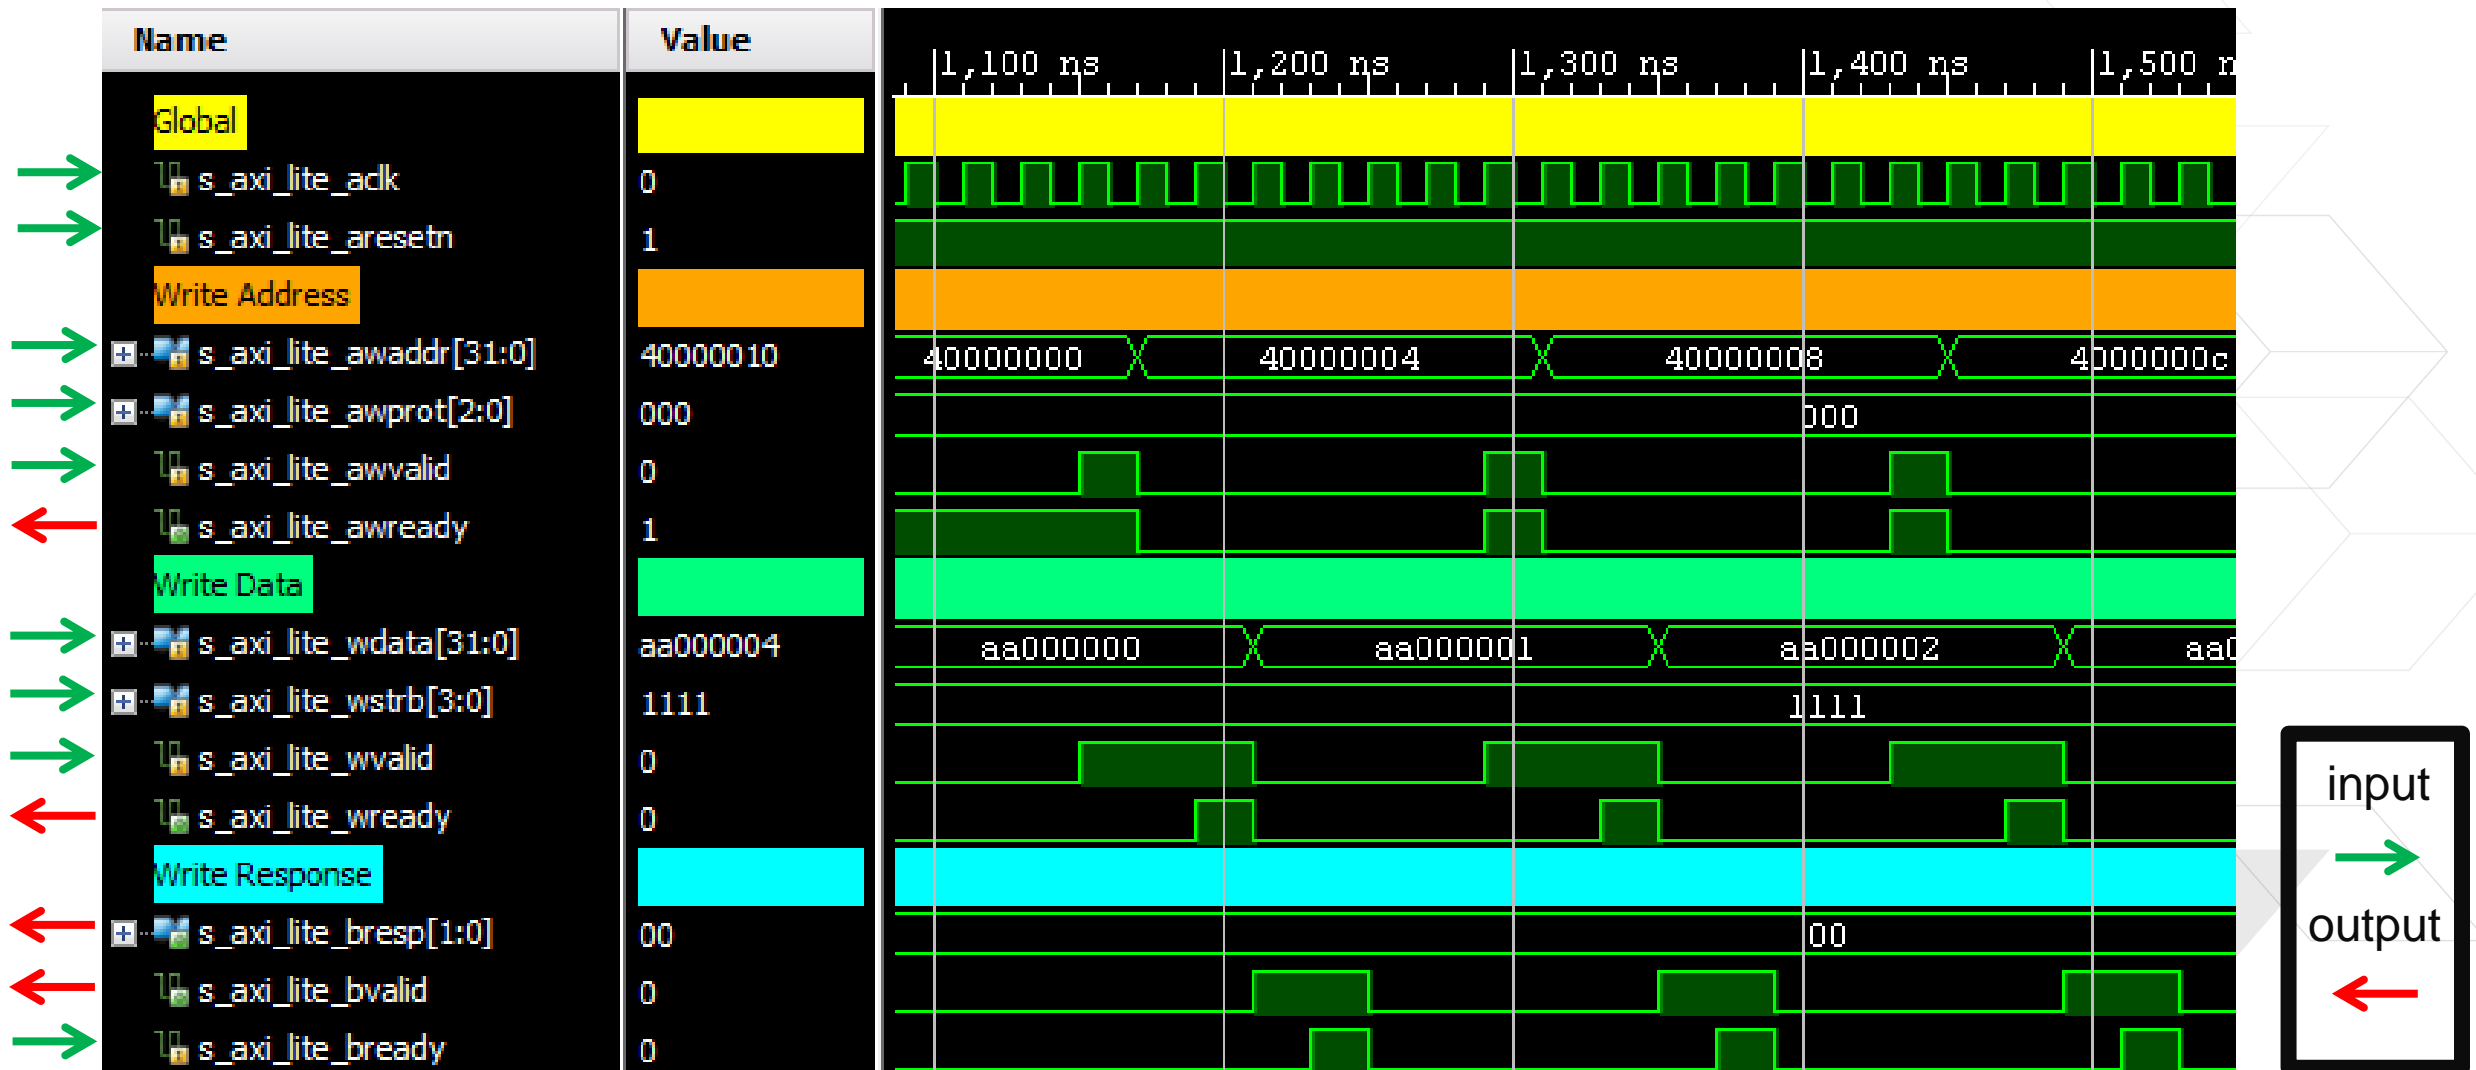 Name Value
1,100 ns 1,200 ns 1,300 ns 1,400 ns 1,500 n
Global
s_axi_lite_aclk 0
s_axi_lite_aresetn 1
Write Address
s_axi_lite_awaddr[31:0] 40000010 40000000 40000004 40000008 4000000c
s_axi_lite_awprot[2:0] 000 000
s_axi_lite_awvalid 0
s_axi_lite_awready 1
Write Data
s_axi_lite_wdata[31:0] aa000004 aa000000 aa000001 aa000002 aa0
s_axi_lite_wstrb[3:0] 1111 1111
s_axi_lite_wvalid 0
s_axi_lite_wready 0
Write Response
s_axi_lite_bresp[1:0] 00 00
s_axi_lite_bvalid 0
s_axi_lite_bready 0
input
output